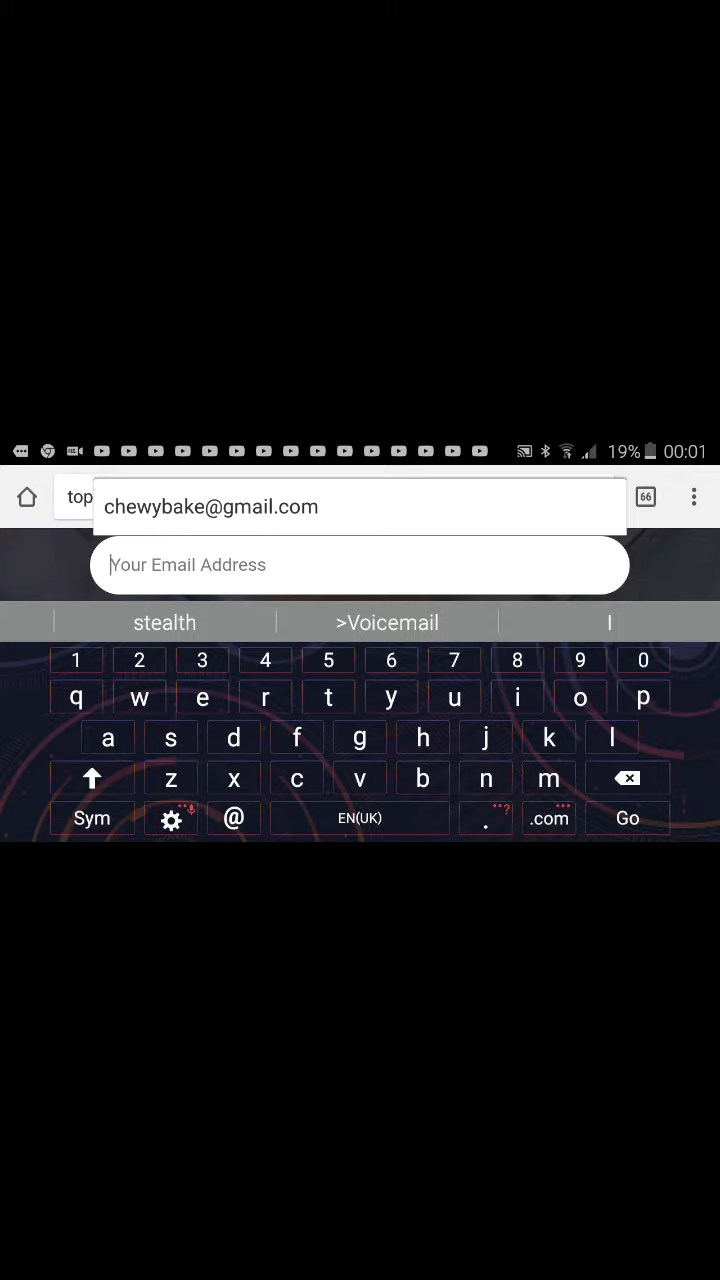 19% 00:01
top
66
chewybake@gmail.com
Your Email Address
stealth >Voicemail I
1 2 3 4 5 6 7 8 9 0
q w e r t y u i o p
a s d f g h j k l
z x c v b n m
Sym @ EN(UK) . ? .com Go